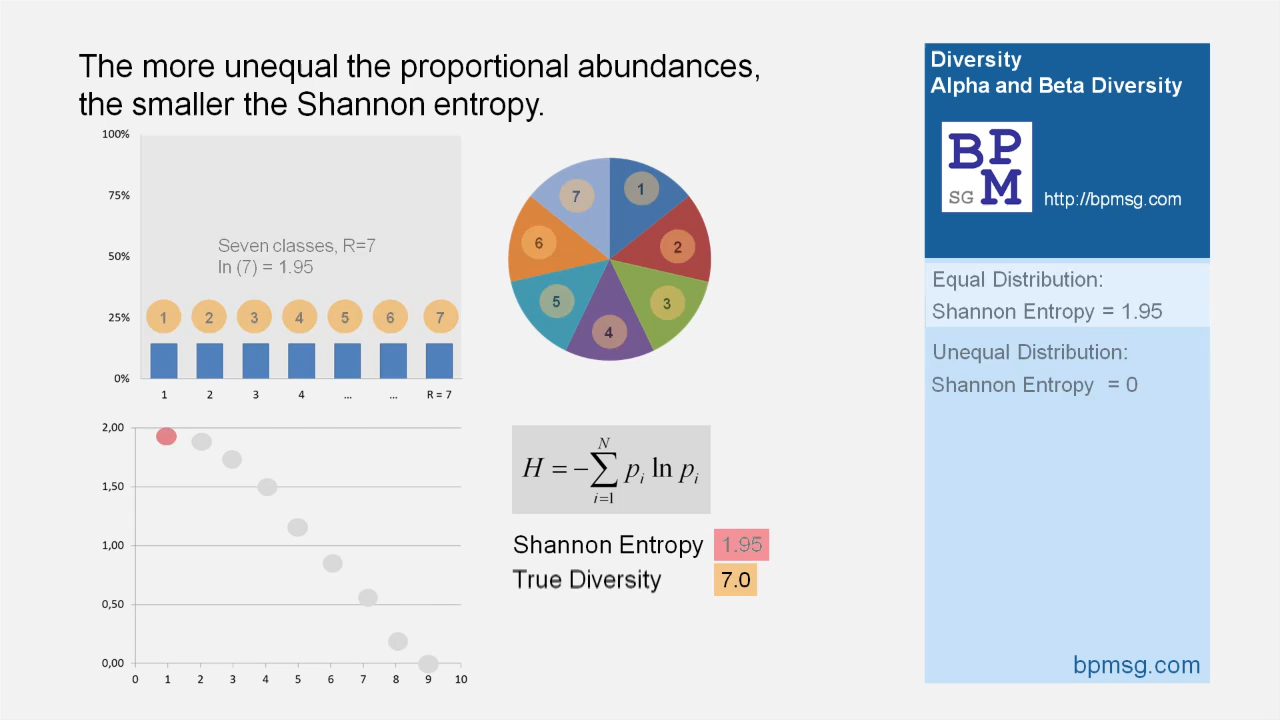 The more unequal the proportional abundances,
the smaller the Shannon entropy.
100%
75%
50%
25%
0%
Seven classes, R=7
ln (7) = 1.95
1 2 3 4 5 6 7
1 2 3 4 ... ... R = 7
1
2
3
4
5
6
7
2,00
1,50
1,00
0,50
0,00
0 1 2 3 4 5 6 7 8 9 10
H = −∑ p_i ln p_i
N
i=1
Shannon Entropy 1.95
True Diversity 7.0
Diversity
Alpha and Beta Diversity
BPM
SG
http://bpmsg.com
Equal Distribution:
Shannon Entropy = 1.95
Unequal Distribution:
Shannon Entropy = 0
bpmsg.com